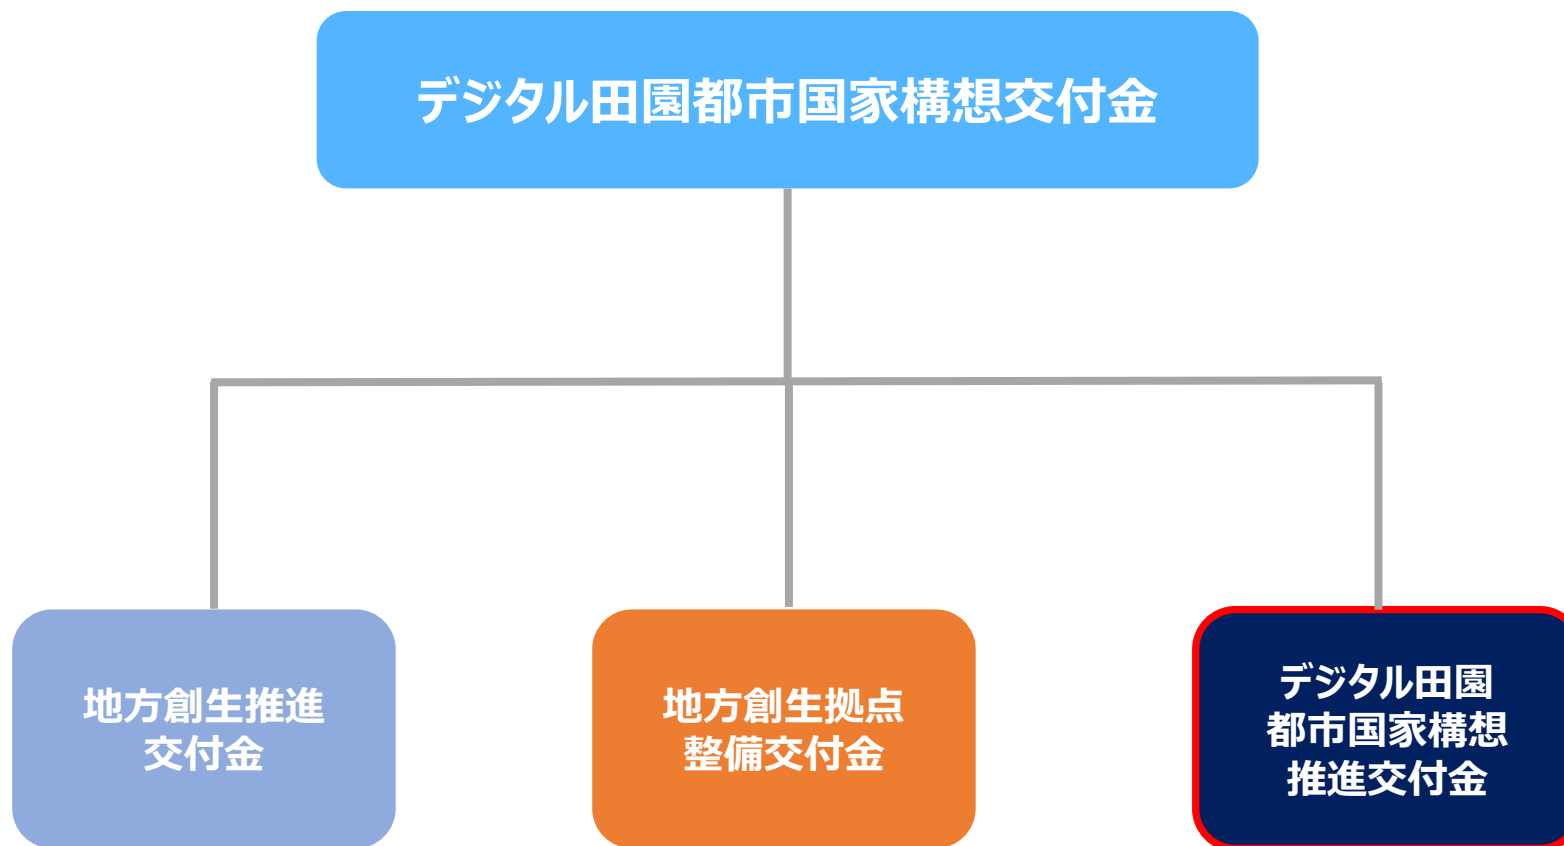 デジタル田園都市国家構想交付金
地方創生推進
交付金
地方創生拠点
整備交付金
デジタル田園
都市国家構想
推進交付金